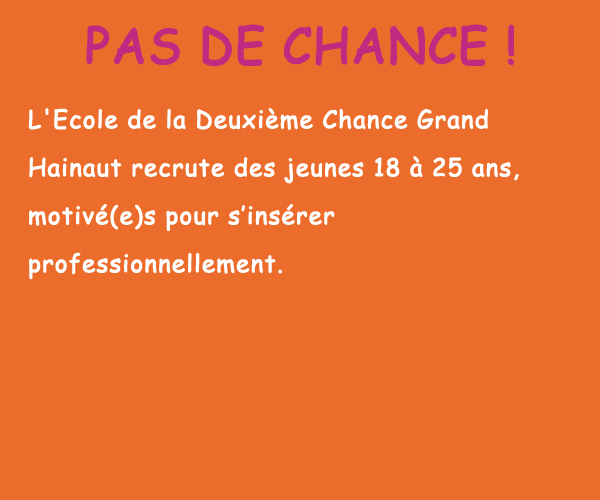 PAS DE CHANCE !
L'Ecole de la Deuxième Chance Grand
Hainaut recrute des jeunes 18 à 25 ans,
motivé(e)s pour s’insérer
professionnellement.